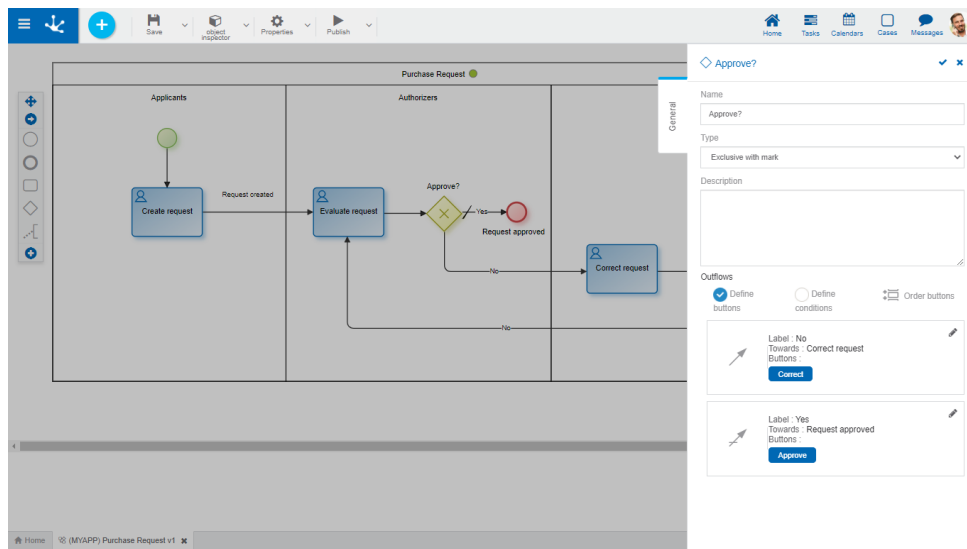 Save
object
inspector
Properties
Publish
Home
Tasks
Calendars
Cases
Messages
Purchase Request
Applicants
Authorizers
Create request
Request created
Evaluate request
Approve?
Yes
Request approved
No
Correct request
No
General
Approve?
Name
Approve?
Type
Exclusive with mark
Description
Outflows
Define
buttons
Define
conditions
Order buttons
Label : No
Towards : Correct request
Buttons :
Correct
Label : Yes
Towards : Request approved
Buttons :
Approve
Home
(MYAPP) Purchase Request v1